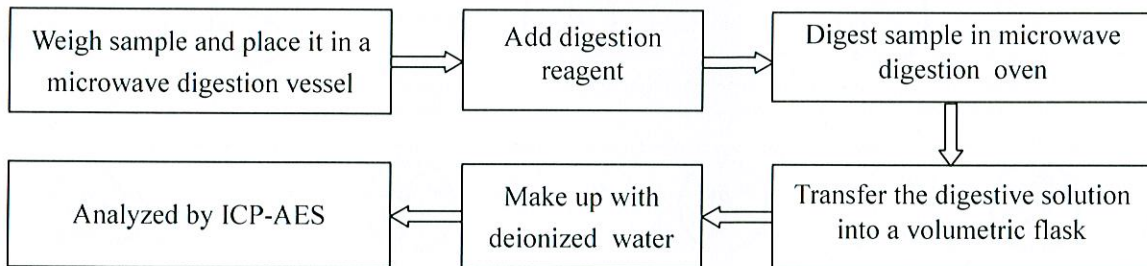 Weigh sample and place it in a
microwave digestion vessel
Add digestion
reagent
Digest sample in microwave
digestion oven
Transfer the digestive solution
into a volumetric flask
Make up with
deionized water
Analyzed by ICP-AES